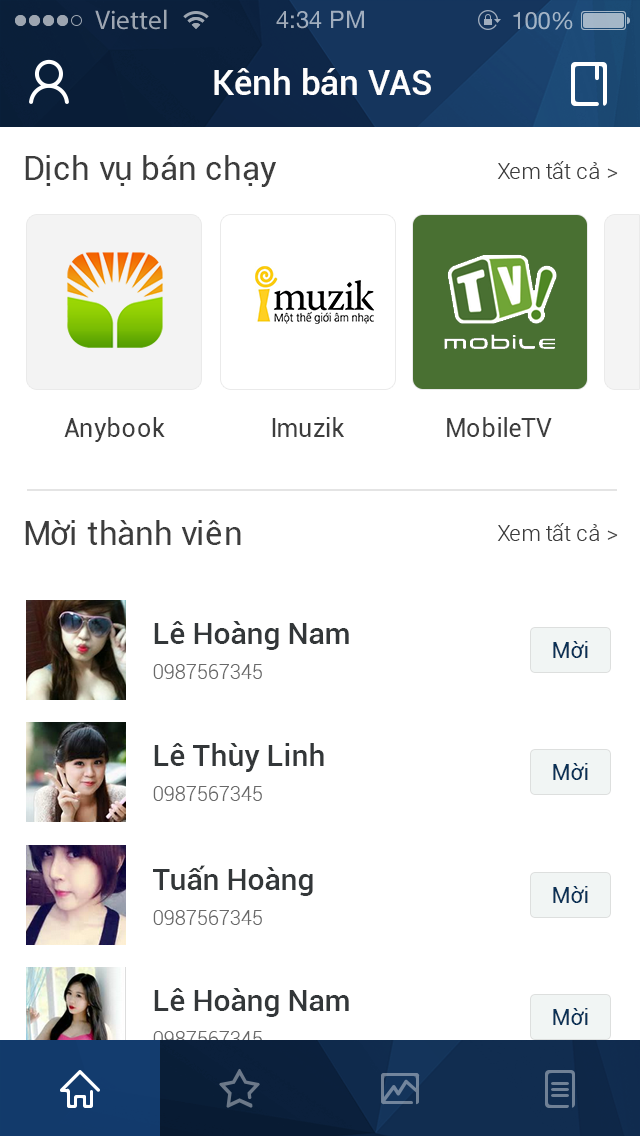 Viettel 4:34 PM 100%
Kênh bán VAS
Dịch vụ bán chạy Xem tất cả >
imuzik
Một thế giới âm nhạc
TV!
mobile
Anybook Imuzik MobileTV
Mời thành viên Xem tất cả >
Lê Hoàng Nam
0987567345
Mời
Lê Thùy Linh
0987567345
Mời
Tuấn Hoàng
0987567345
Mời
Lê Hoàng Nam
0987567345
Mời